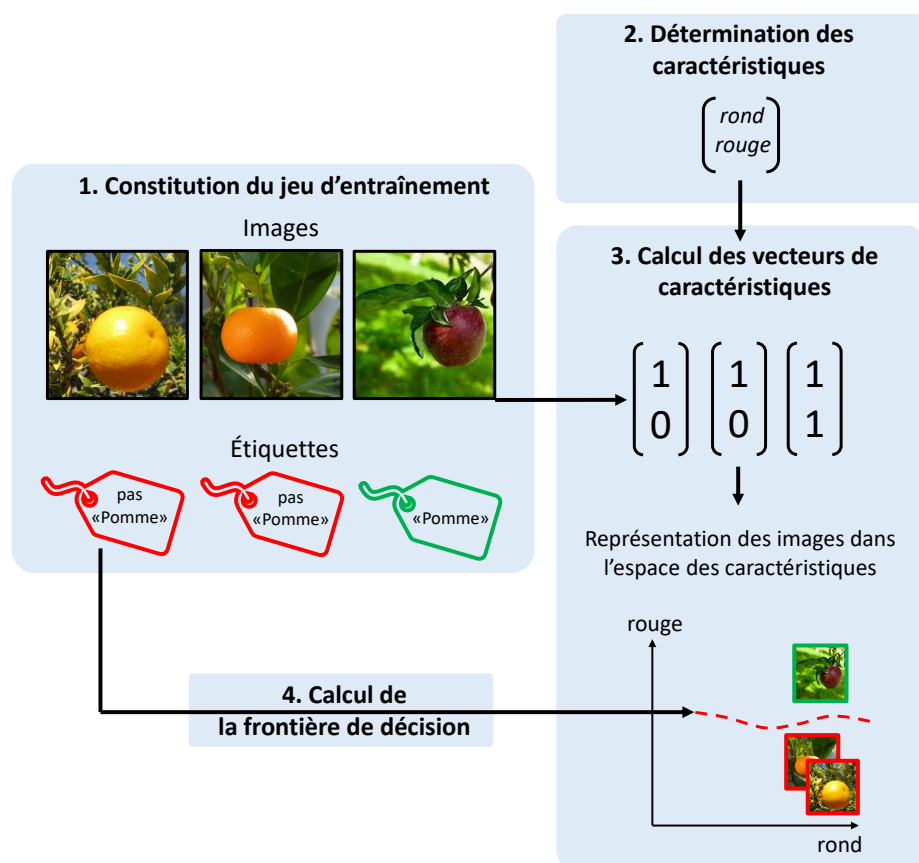 1. Constitution du jeu d’entraînement
Images
Étiquettes
pas
«Pomme»
pas
«Pomme»
«Pomme»
2. Détermination des
caractéristiques
rond
rouge
3. Calcul des vecteurs de
caractéristiques
1 1 1
0 0 1
Représentation des images dans
l’espace des caractéristiques
rouge
rond
4. Calcul de
la frontière de décision